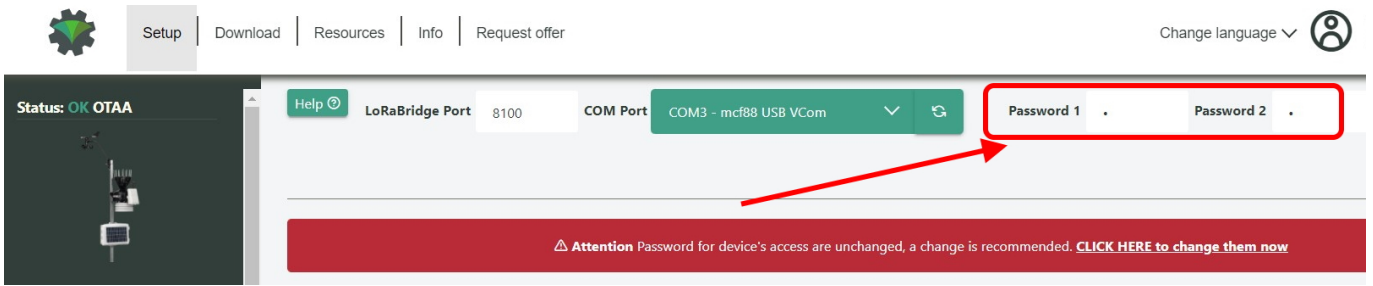 Setup Download Resources Info Request offer Change language
Status: OK OTAA
Help LoRaBridge Port 8100 COM Port COM3 - mcf88 USB VCom Password 1 . Password 2 .
Attention Password for device's access are unchanged, a change is recommended. CLICK HERE to change them now